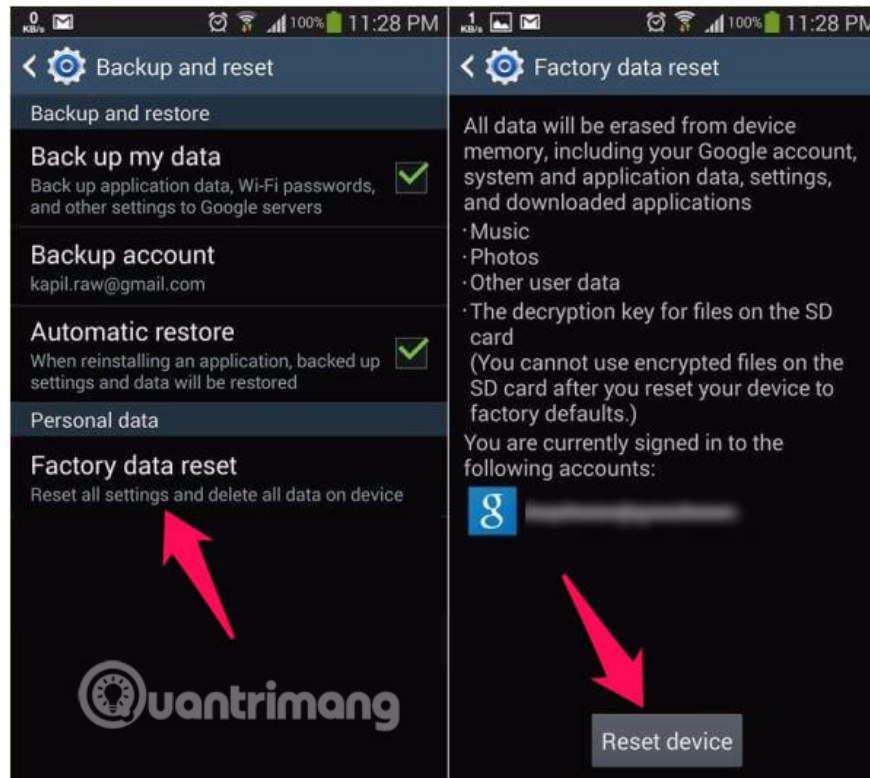 0
KB/s
100% 11:28 PM
Backup and reset
Backup and restore
Back up my data
Back up application data, Wi-Fi passwords,
and other settings to Google servers
Backup account
kapil.raw@gmail.com
Automatic restore
When reinstalling an application, backed up
settings and data will be restored
Personal data
Factory data reset
Reset all settings and delete all data on device
Quantrimang
1
KB/s
100% 11:28 PM
Factory data reset
All data will be erased from device
memory, including your Google account,
system and application data, settings,
and downloaded applications
·Music
·Photos
·Other user data
·The decryption key for files on the SD
card
(You cannot use encrypted files on the
SD card after you reset your device to
factory defaults.)
You are currently signed in to the
following accounts:
g
Reset device